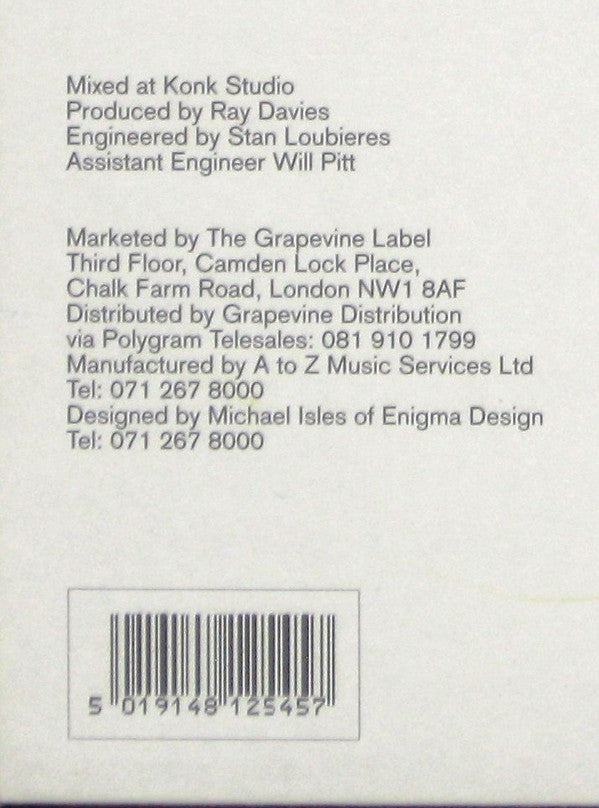 Mixed at Konk Studio
Produced by Ray Davies
Engineered by Stan Loubieres
Assistant Engineer Will Pitt
Marketed by The Grapevine Label
Third Floor, Camden Lock Place,
Chalk Farm Road, London NW1 8AF
Distributed by Grapevine Distribution
via Polygram Telesales: 081 910 1799
Manufactured by A to Z Music Services Ltd
Tel: 071 267 8000
Designed by Michael Isles of Enigma Design
Tel: 071 267 8000
5 019148 125457